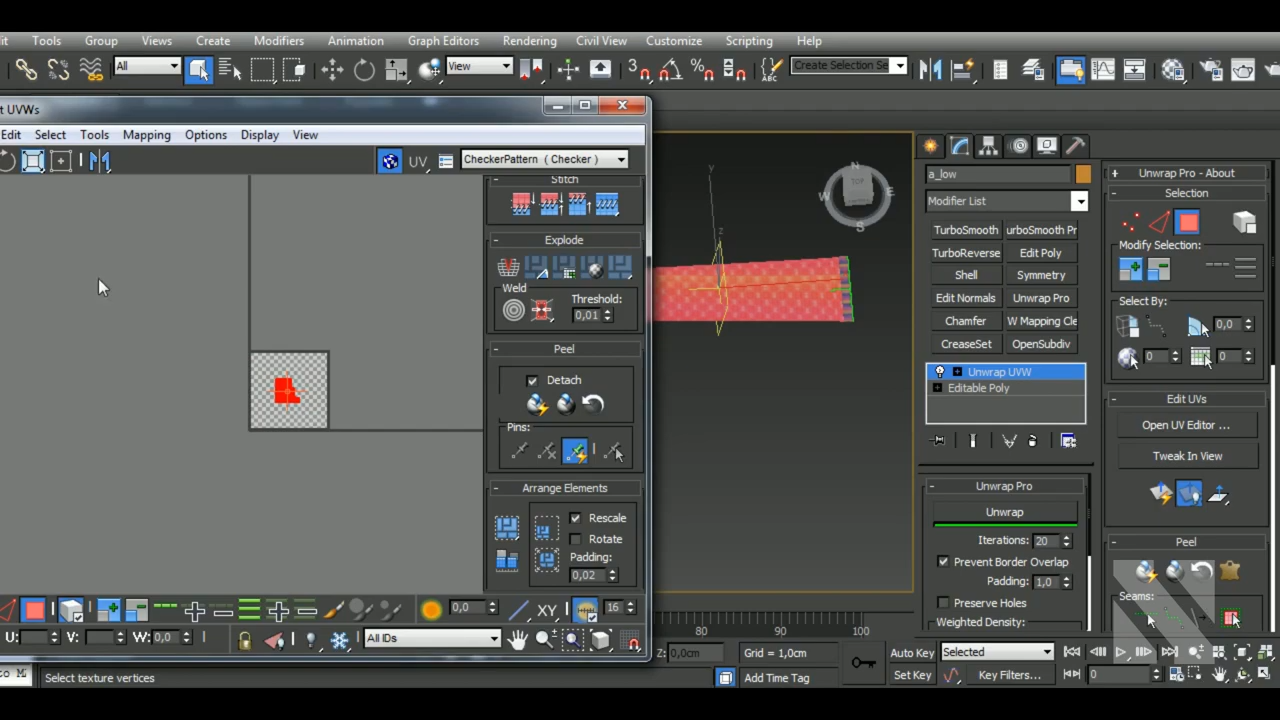 it Tools Group Views Create Modifiers Animation Graph Editors Rendering Civil View Customize Scripting Help
All View 3 Create Selection Se
t UVWs
Edit Select Tools Mapping Options Display View
UV CheckerPattern ( Checker )
Stitch
Explode
Weld
Threshold:
0,01
Peel
Detach
Pins:
Arrange Elements
Rescale
Rotate
Padding:
0,02
0,0 XY 16
U: V: W: 0,0 All IDs
Select texture vertices
y
z
N
W TOP E
S
80 90 100
Z: 0,0cm Grid = 1,0cm
Add Time Tag
Auto Key Selected
Set Key Key Filters... 0
a_low
Modifier List
TurboSmooth urboSmooth Pr
TurboReverse Edit Poly
Shell Symmetry
Edit Normals Unwrap Pro
Chamfer W Mapping Cle
CreaseSet OpenSubdiv
Unwrap UVW
Editable Poly
Unwrap Pro
Unwrap
Iterations: 20
Prevent Border Overlap
Padding: 1,0
Preserve Holes
Weighted Density:
Unwrap Pro - About
Selection
Modify Selection:
Select By:
0,0
0 0
Edit UVs
Open UV Editor ...
Tweak In View
Peel
Seams:
N